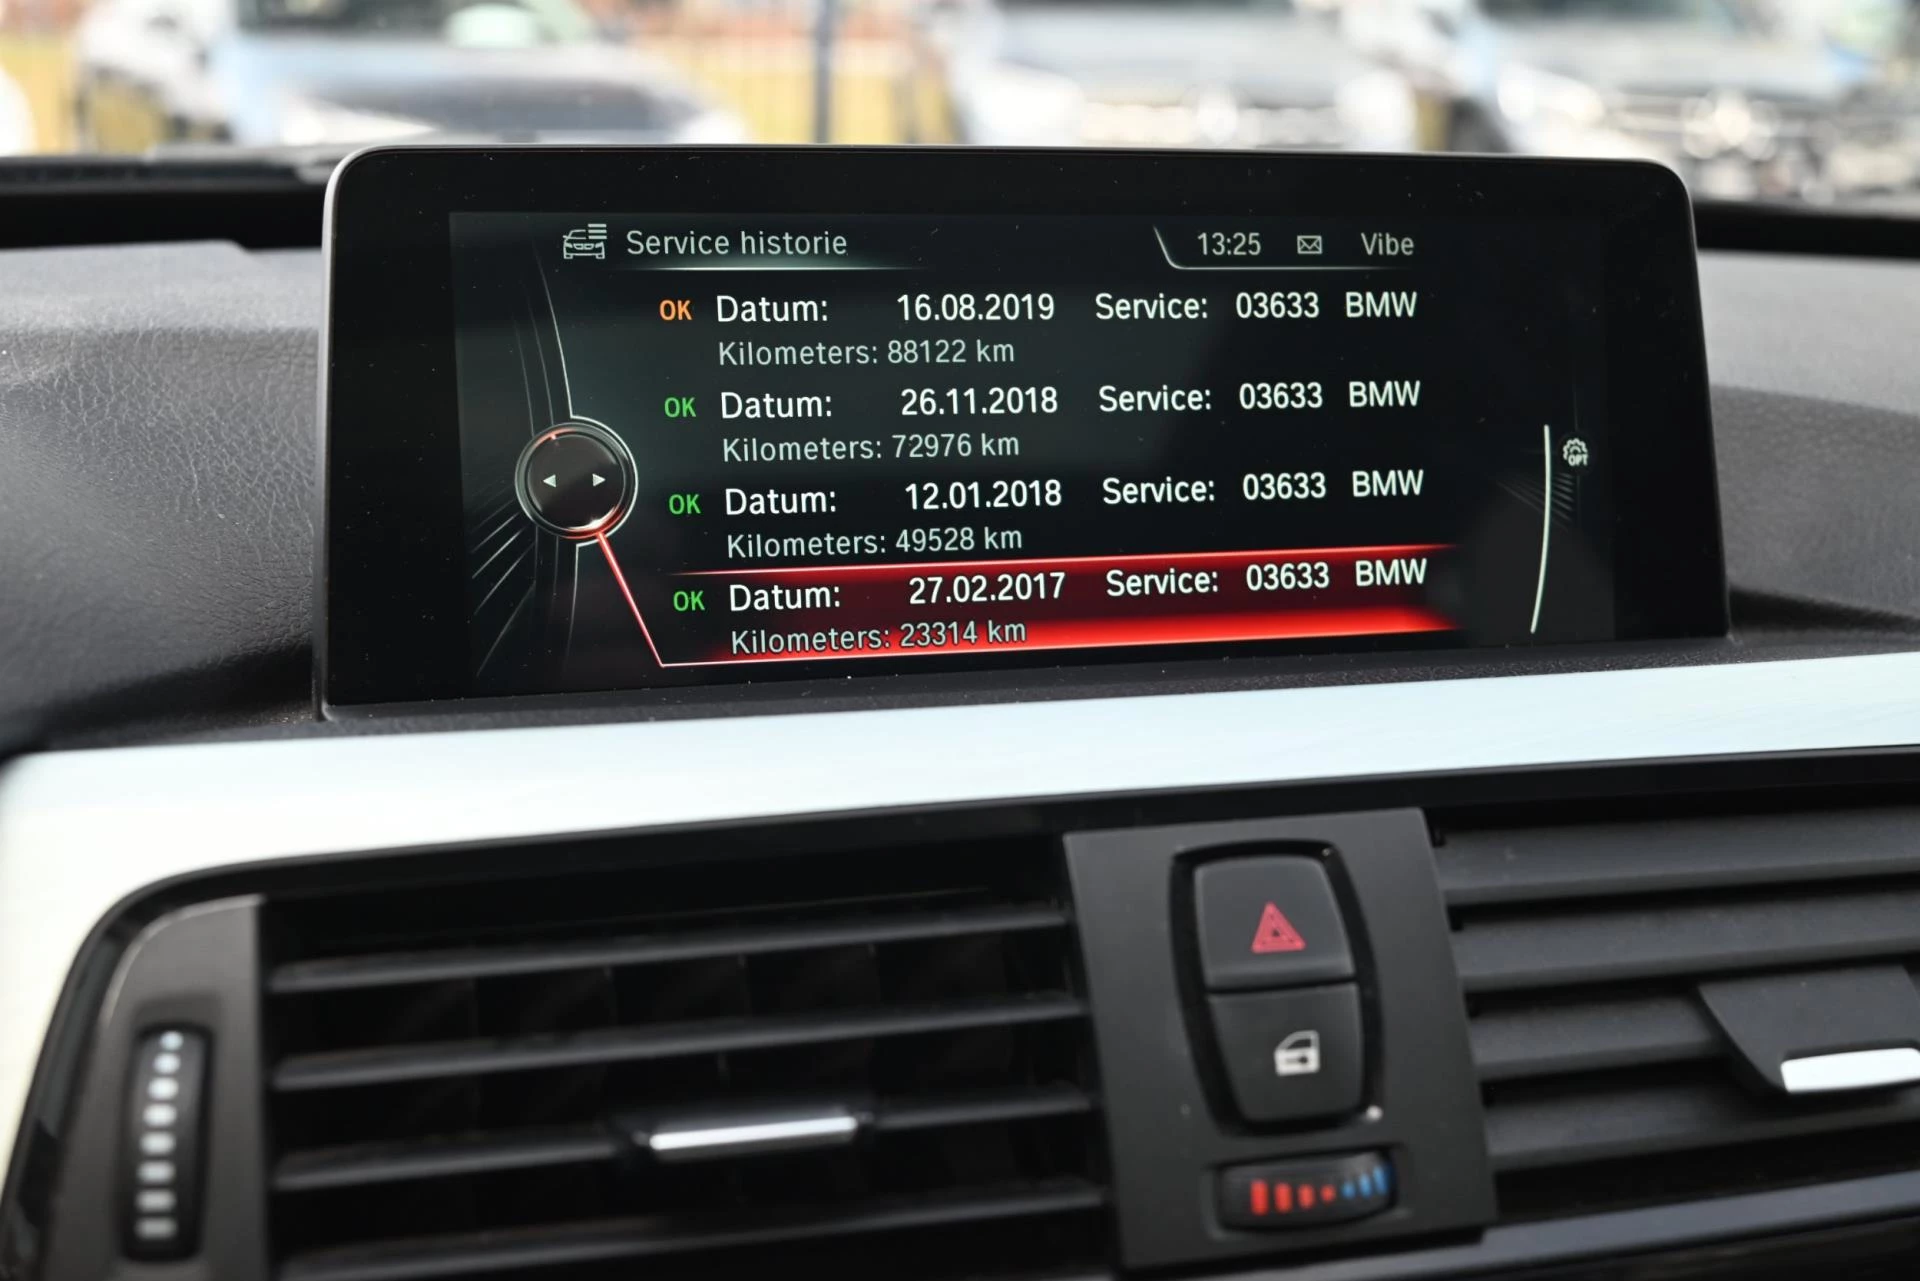 Service historie 13:25 Vibe
OK Datum: 16.08.2019 Service: 03633 BMW
Kilometers: 88122 km
OK Datum: 26.11.2018 Service: 03633 BMW
Kilometers: 72976 km
OK Datum: 12.01.2018 Service: 03633 BMW
Kilometers: 49528 km
OK Datum: 27.02.2017 Service: 03633 BMW
Kilometers: 23314 km
OPT